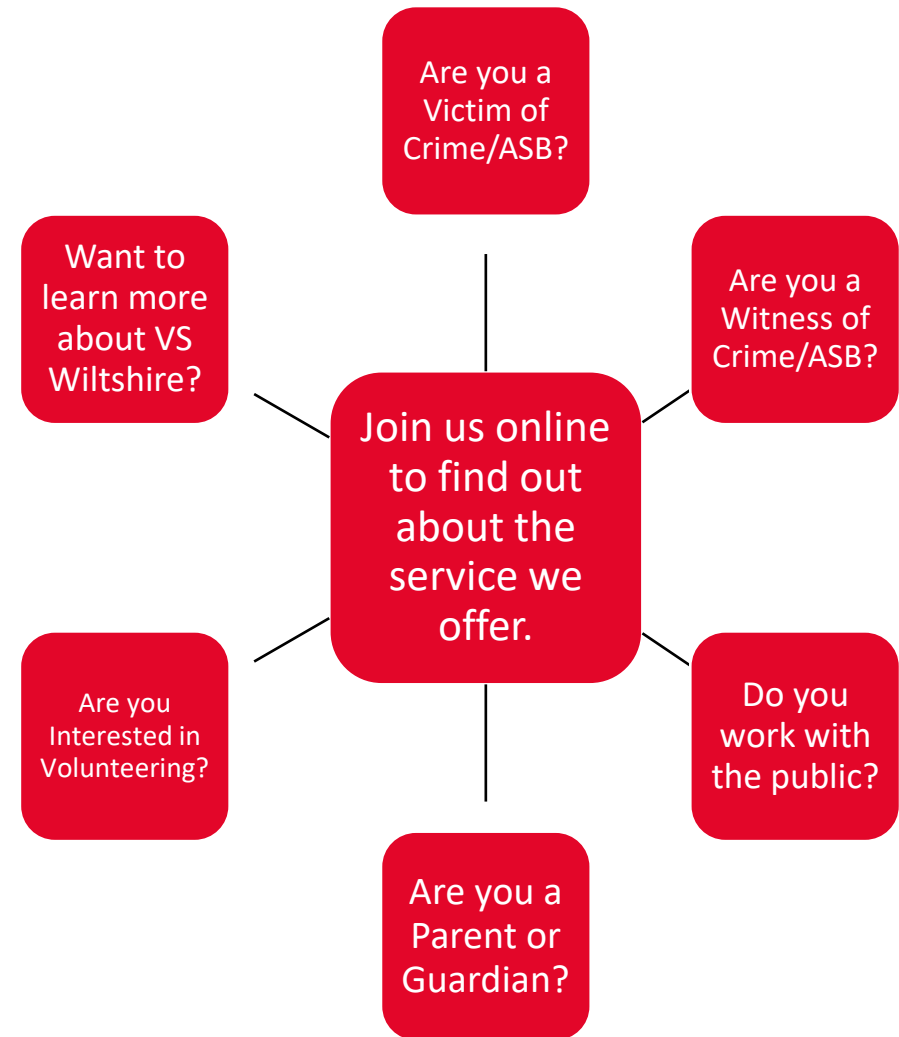 Are you a
Victim of
Crime/ASB?
Want to
learn more
about VS
Wiltshire?
Are you a
Witness of
Crime/ASB?
Join us online
to find out
about the
service we
offer.
Are you
Interested in
Volunteering?
Do you
work with
the public?
Are you a
Parent or
Guardian?